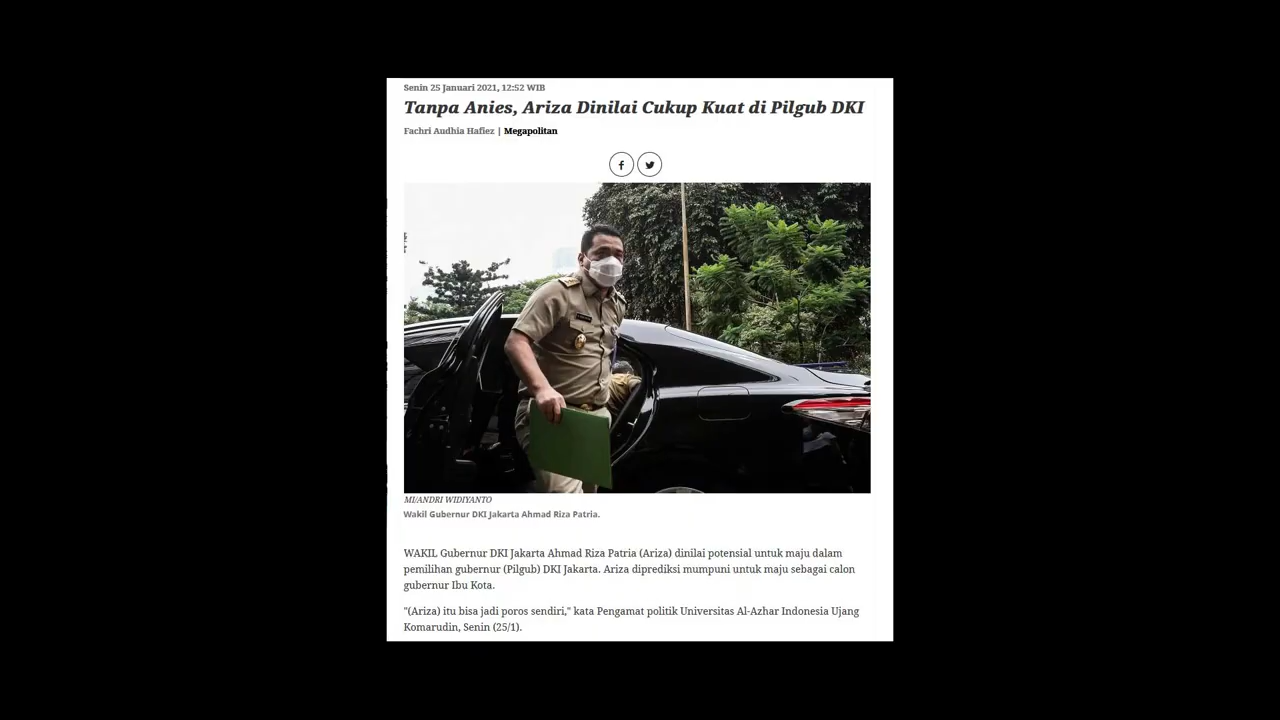 Senin 25 Januari 2021, 12:52 WIB
Tanpa Anies, Ariza Dinilai Cukup Kuat di Pilgub DKI
Fachri Audhia Hafiez | Megapolitan
MI/ANDRI WIDIYANTO
Wakil Gubernur DKI Jakarta Ahmad Riza Patria.
WAKIL Gubernur DKI Jakarta Ahmad Riza Patria (Ariza) dinilai potensial untuk maju dalam
pemilihan gubernur (Pilgub) DKI Jakarta. Ariza diprediksi mumpuni untuk maju sebagai calon
gubernur Ibu Kota.
"(Ariza) itu bisa jadi poros sendiri," kata Pengamat politik Universitas Al-Azhar Indonesia Ujang
Komarudin, Senin (25/1).